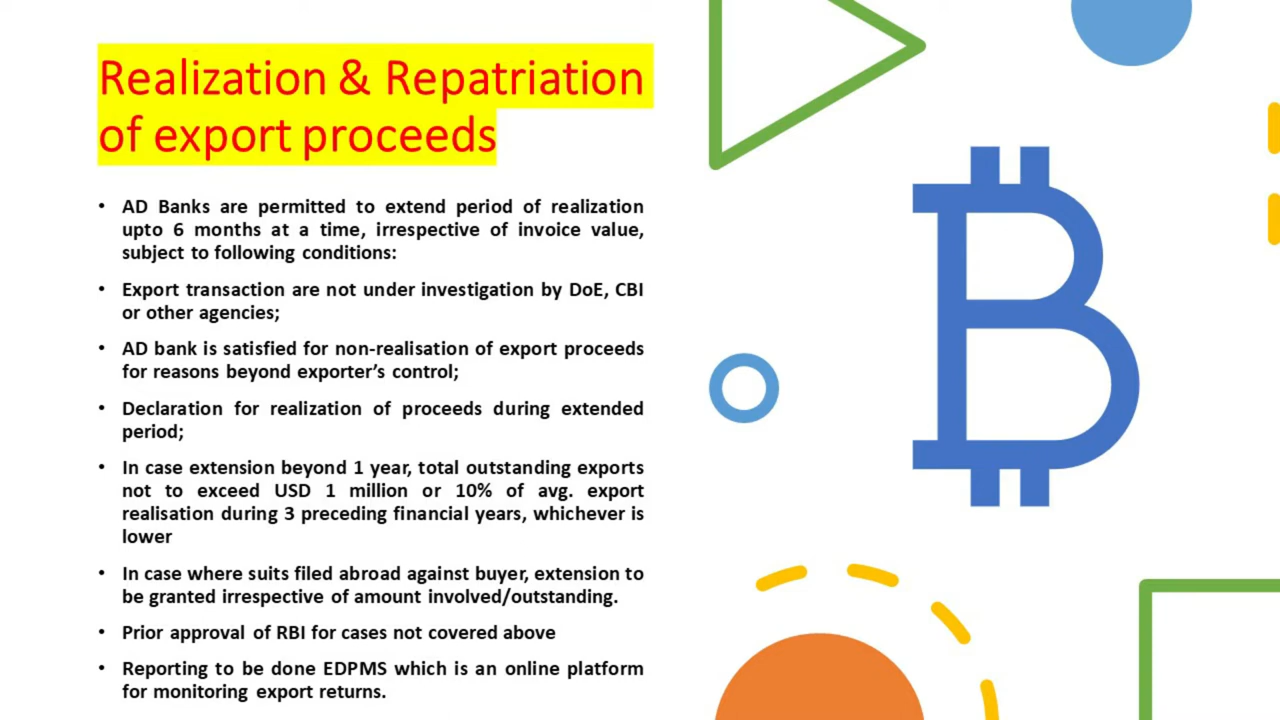 Realization & Repatriation
of export proceeds
• AD Banks are permitted to extend period of realization
upto 6 months at a time, irrespective of invoice value,
subject to following conditions:
• Export transaction are not under investigation by DoE, CBI
or other agencies;
• AD bank is satisfied for non-realisation of export proceeds
for reasons beyond exporter’s control;
• Declaration for realization of proceeds during extended
period;
• In case extension beyond 1 year, total outstanding exports
not to exceed USD 1 million or 10% of avg. export
realisation during 3 preceding financial years, whichever is
lower
• In case where suits filed abroad against buyer, extension to
be granted irrespective of amount involved/outstanding.
• Prior approval of RBI for cases not covered above
• Reporting to be done EDPMS which is an online platform
for monitoring export returns.